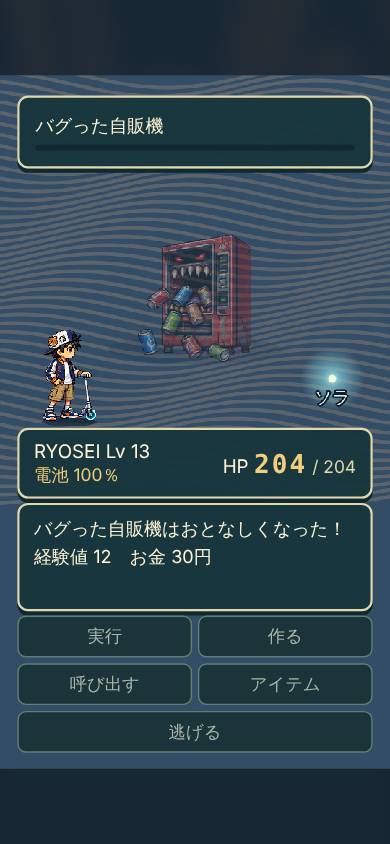 バグった自販機
ソラ
RYOSEI Lv 13
電池 100%
HP 204 / 204
バグった自販機はおとなしくなった！
経験値 12　お金 30円
実行
作る
呼び出す
アイテム
逃げる